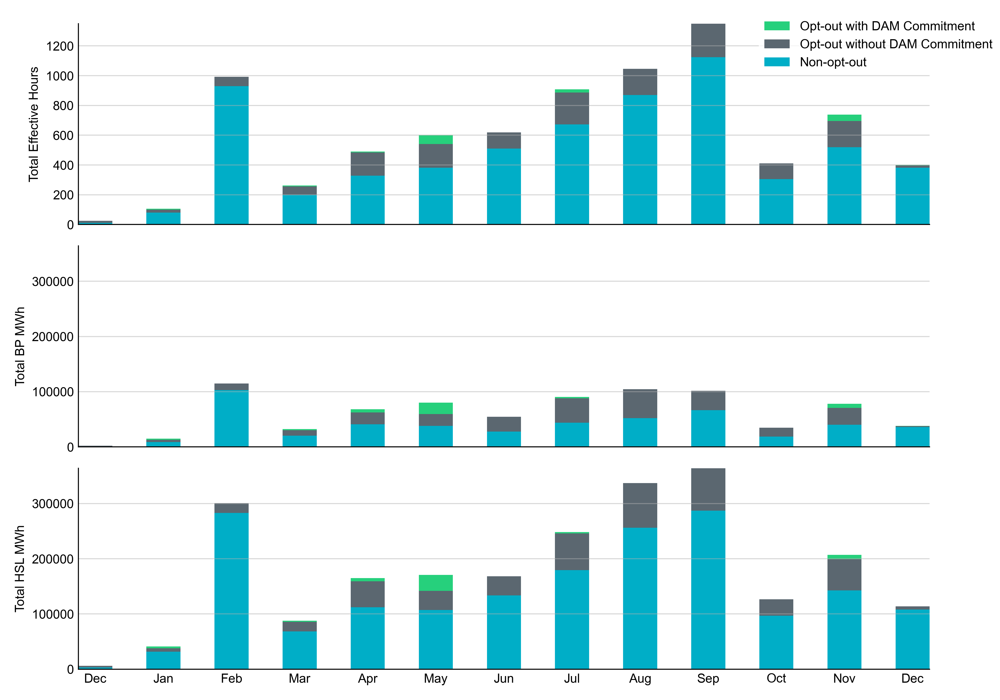 Opt-out with DAM Commitment
Opt-out without DAM Commitment
Non-opt-out
Total Effective Hours
1200
1000
800
600
400
200
0
Total BP MWh
300000
200000
100000
0
Total HSL MWh
300000
200000
100000
0
Dec Jan Feb Mar Apr May Jun Jul Aug Sep Oct Nov Dec